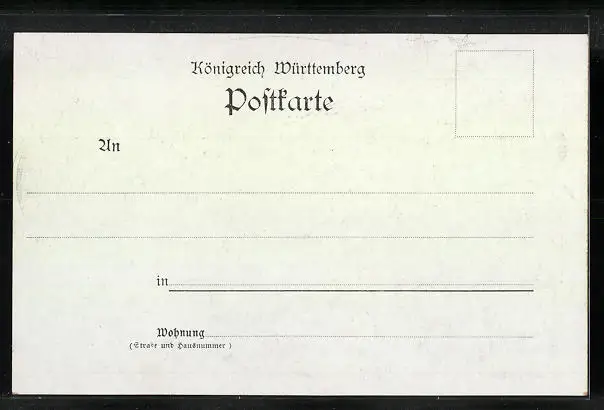 Königreich Württemberg
Poſtkarte
An
in
Wohnung
(Straße und Hausnummer)